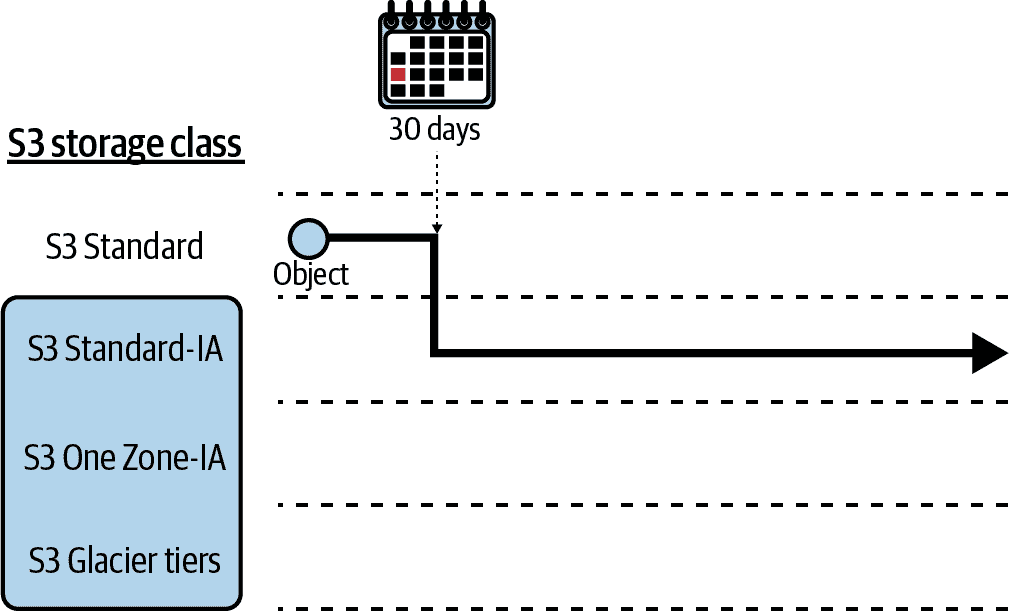 30 days
S3 storage class
S3 Standard
Object
S3 Standard-IA
S3 One Zone-IA
S3 Glacier tiers